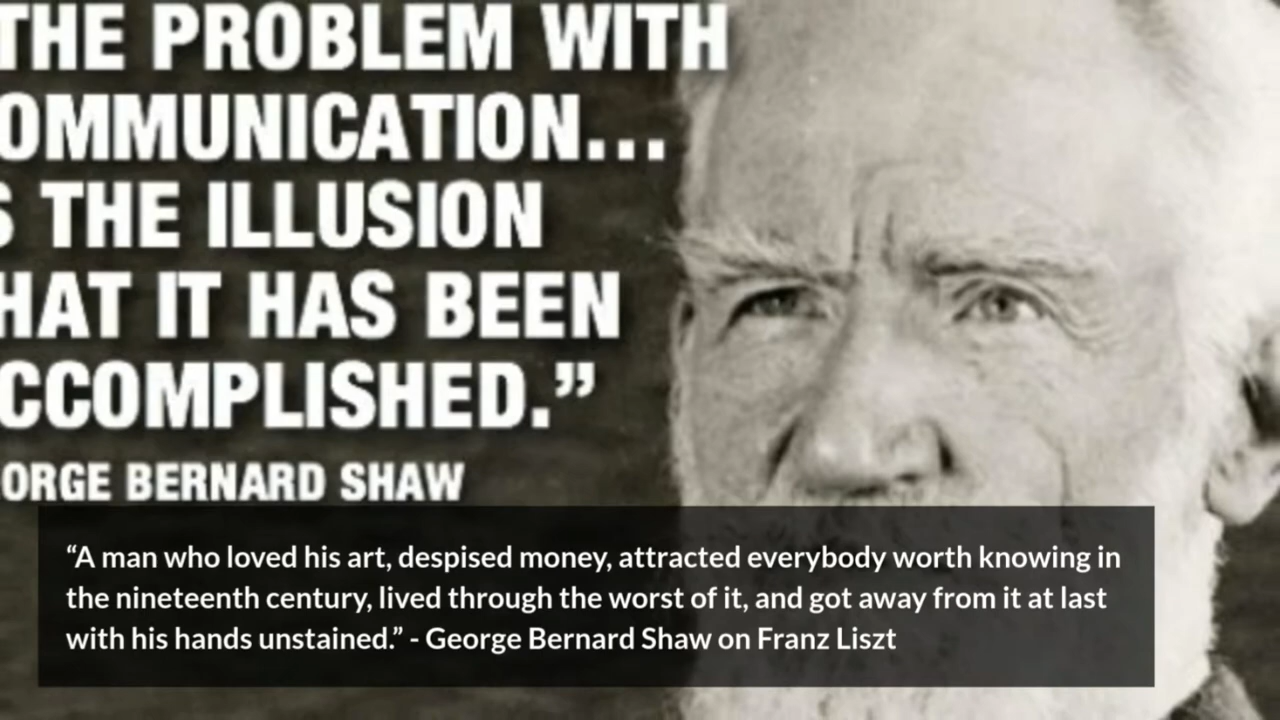 THE PROBLEM WITH
OMMUNICATION...
S THE ILLUSION
HAT IT HAS BEEN
CCOMPLISHED.”
ORGE BERNARD SHAW
“A man who loved his art, despised money, attracted everybody worth knowing in
the nineteenth century, lived through the worst of it, and got away from it at last
with his hands unstained.” - George Bernard Shaw on Franz Liszt